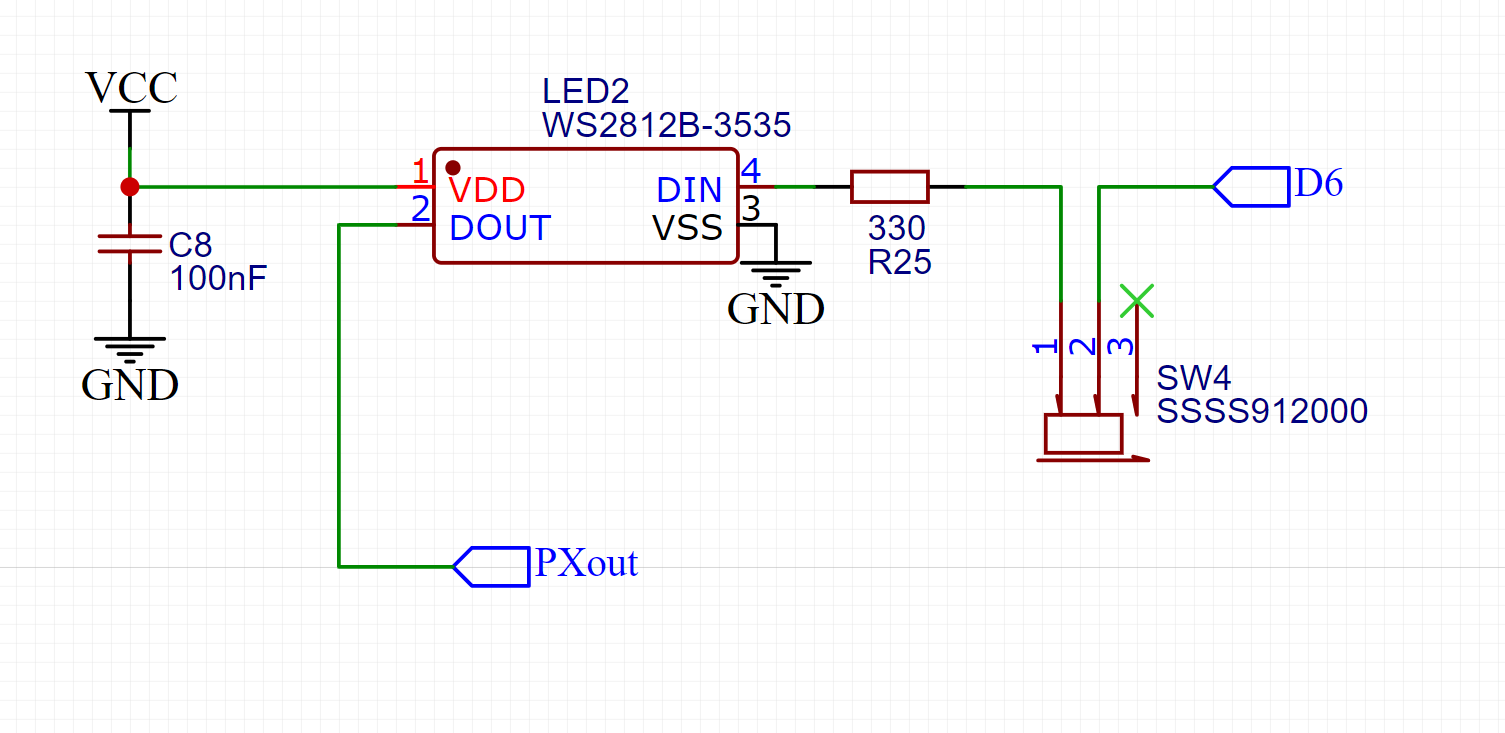 VCC
C8
100nF
GND
LED2
WS2812B-3535
1
VDD
2
DOUT
DIN
4
VSS
3
GND
330
R25
D6
1
2
3
SW4
SSSS912000
PXout